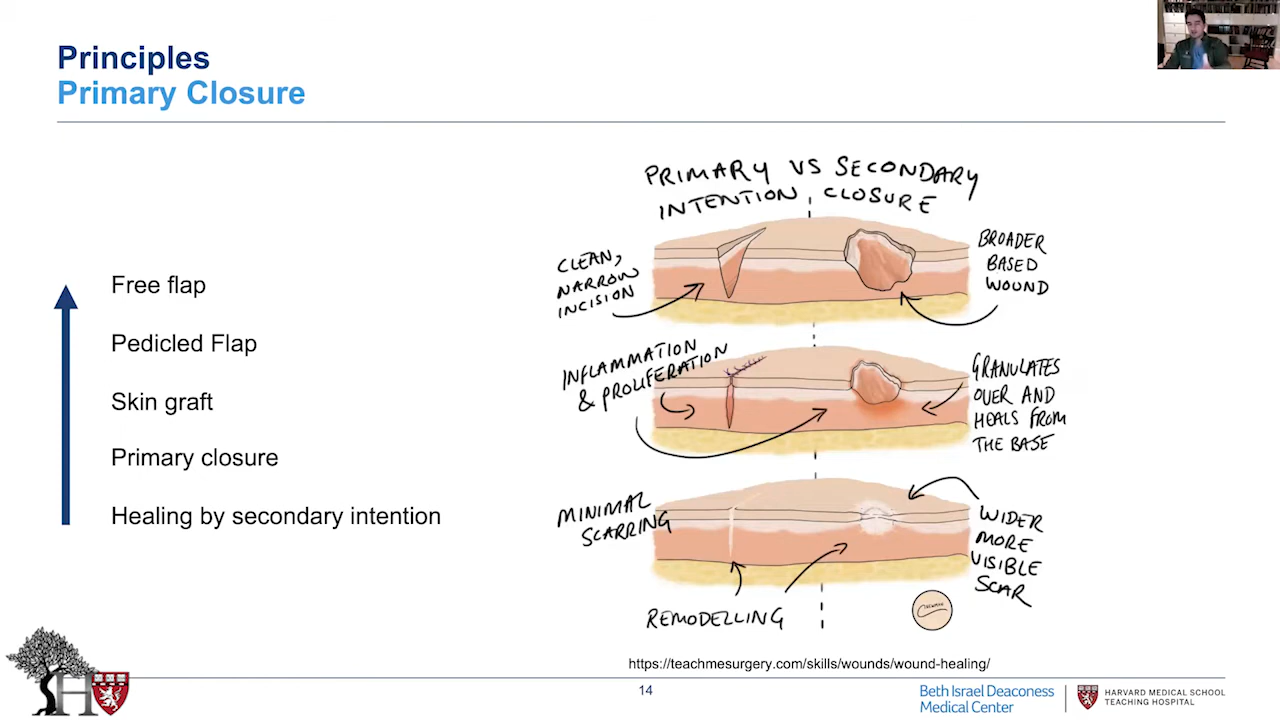 Principles
Primary Closure
Free flap
Pedicled Flap
Skin graft
Primary closure
Healing by secondary intention
PRIMARY VS SECONDARY
INTENTION CLOSURE
CLEAN,
NARROW
INCISION
BROADER
BASED
WOUND
INFLAMMATION
& PROLIFERATION
GRANULATES
OVER AND
HEALS FROM
THE BASE
MINIMAL
SCARRING
WIDER
MORE
VISIBLE
SCAR
REMODELLING
https://teachmesurgery.com/skills/wounds/wound-healing/
H
14
Beth Israel Deaconess
Medical Center
HARVARD MEDICAL SCHOOL
TEACHING HOSPITAL